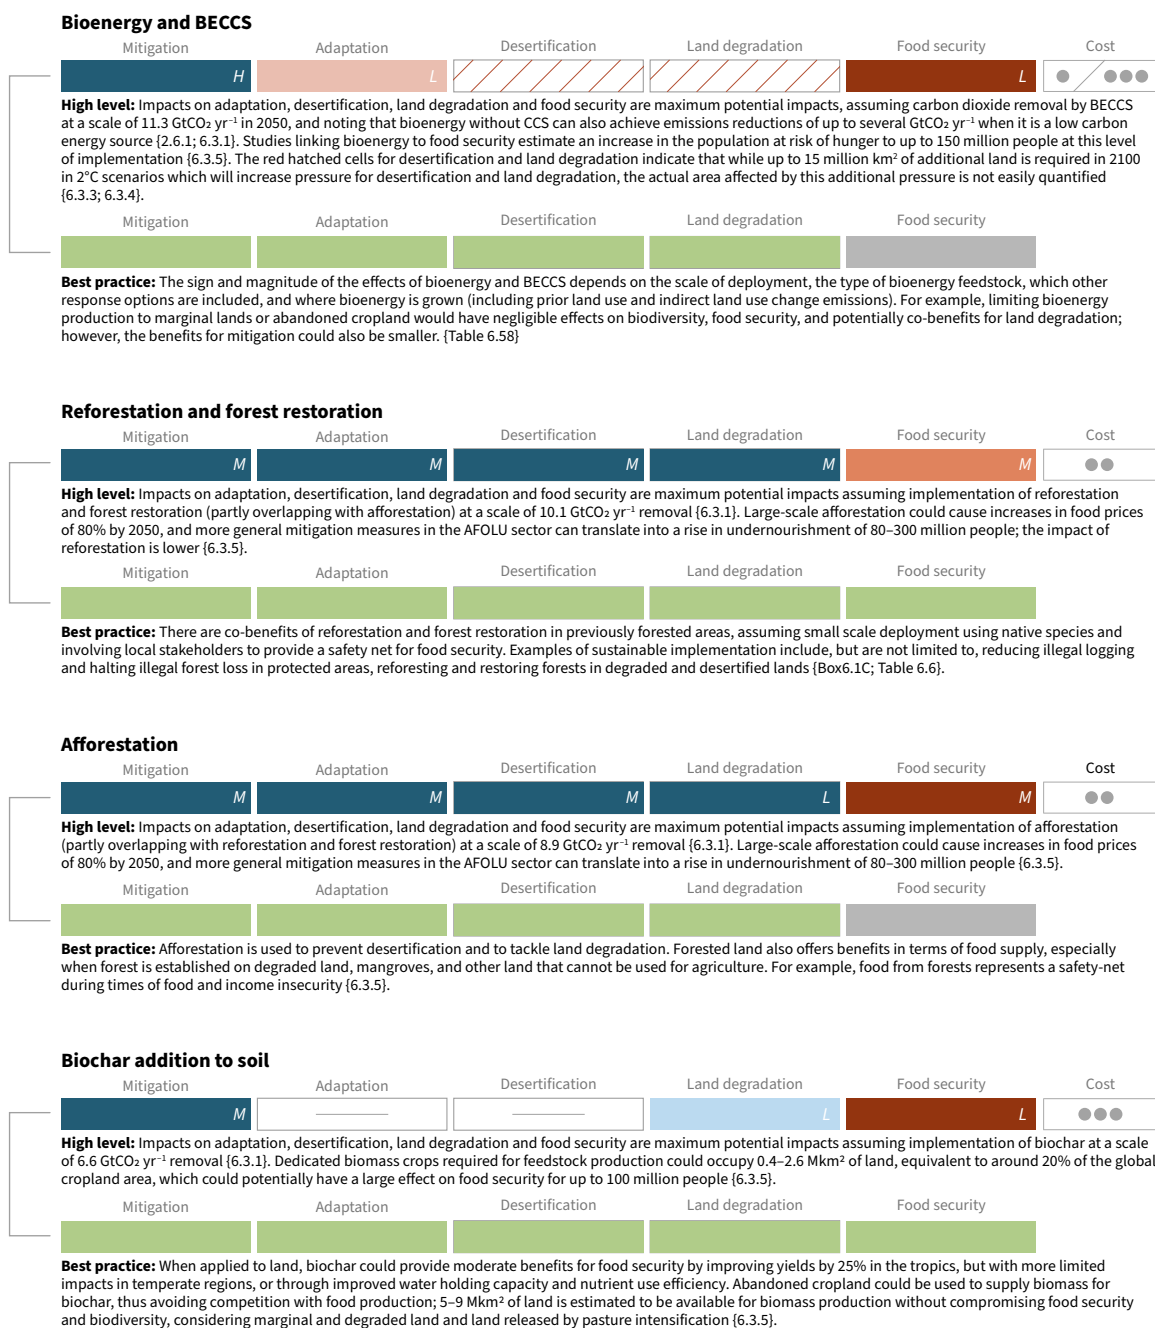 Bioenergy and BECCS
Mitigation Adaptation Desertification Land degradation Food security Cost
H L L
High level: Impacts on adaptation, desertification, land degradation and food security are maximum potential impacts, assuming carbon dioxide removal by BECCS
at a scale of 11.3 GtCO₂ yr⁻¹ in 2050, and noting that bioenergy without CCS can also achieve emissions reductions of up to several GtCO₂ yr⁻¹ when it is a low carbon
energy source {2.6.1; 6.3.1}. Studies linking bioenergy to food security estimate an increase in the population at risk of hunger to up to 150 million people at this level
of implementation {6.3.5}. The red hatched cells for desertification and land degradation indicate that while up to 15 million km² of additional land is required in 2100
in 2°C scenarios which will increase pressure for desertification and land degradation, the actual area affected by this additional pressure is not easily quantified
{6.3.3; 6.3.4}.
Mitigation Adaptation Desertification Land degradation Food security
Best practice: The sign and magnitude of the effects of bioenergy and BECCS depends on the scale of deployment, the type of bioenergy feedstock, which other
response options are included, and where bioenergy is grown (including prior land use and indirect land use change emissions). For example, limiting bioenergy
production to marginal lands or abandoned cropland would have negligible effects on biodiversity, food security, and potentially co-benefits for land degradation;
however, the benefits for mitigation could also be smaller. {Table 6.58}
Reforestation and forest restoration
Mitigation Adaptation Desertification Land degradation Food security Cost
M M M M M
High level: Impacts on adaptation, desertification, land degradation and food security are maximum potential impacts assuming implementation of reforestation
and forest restoration (partly overlapping with afforestation) at a scale of 10.1 GtCO₂ yr⁻¹ removal {6.3.1}. Large-scale afforestation could cause increases in food prices
of 80% by 2050, and more general mitigation measures in the AFOLU sector can translate into a rise in undernourishment of 80–300 million people; the impact of
reforestation is lower {6.3.5}.
Mitigation Adaptation Desertification Land degradation Food security
Best practice: There are co-benefits of reforestation and forest restoration in previously forested areas, assuming small scale deployment using native species and
involving local stakeholders to provide a safety net for food security. Examples of sustainable implementation include, but are not limited to, reducing illegal logging
and halting illegal forest loss in protected areas, reforesting and restoring forests in degraded and desertified lands {Box6.1C; Table 6.6}.
Afforestation
Mitigation Adaptation Desertification Land degradation Food security Cost
M M M L M
High level: Impacts on adaptation, desertification, land degradation and food security are maximum potential impacts assuming implementation of afforestation
(partly overlapping with reforestation and forest restoration) at a scale of 8.9 GtCO₂ yr⁻¹ removal {6.3.1}. Large-scale afforestation could cause increases in food prices
of 80% by 2050, and more general mitigation measures in the AFOLU sector can translate into a rise in undernourishment of 80–300 million people {6.3.5}.
Mitigation Adaptation Desertification Land degradation Food security
Best practice: Afforestation is used to prevent desertification and to tackle land degradation. Forested land also offers benefits in terms of food supply, especially
when forest is established on degraded land, mangroves, and other land that cannot be used for agriculture. For example, food from forests represents a safety-net
during times of food and income insecurity {6.3.5}.
Biochar addition to soil
Mitigation Adaptation Desertification Land degradation Food security Cost
M L L
High level: Impacts on adaptation, desertification, land degradation and food security are maximum potential impacts assuming implementation of biochar at a scale
of 6.6 GtCO₂ yr⁻¹ removal {6.3.1}. Dedicated biomass crops required for feedstock production could occupy 0.4–2.6 Mkm² of land, equivalent to around 20% of the global
cropland area, which could potentially have a large effect on food security for up to 100 million people {6.3.5}.
Mitigation Adaptation Desertification Land degradation Food security
Best practice: When applied to land, biochar could provide moderate benefits for food security by improving yields by 25% in the tropics, but with more limited
impacts in temperate regions, or through improved water holding capacity and nutrient use efficiency. Abandoned cropland could be used to supply biomass for
biochar, thus avoiding competition with food production; 5–9 Mkm² of land is estimated to be available for biomass production without compromising food security
and biodiversity, considering marginal and degraded land and land released by pasture intensification {6.3.5}.